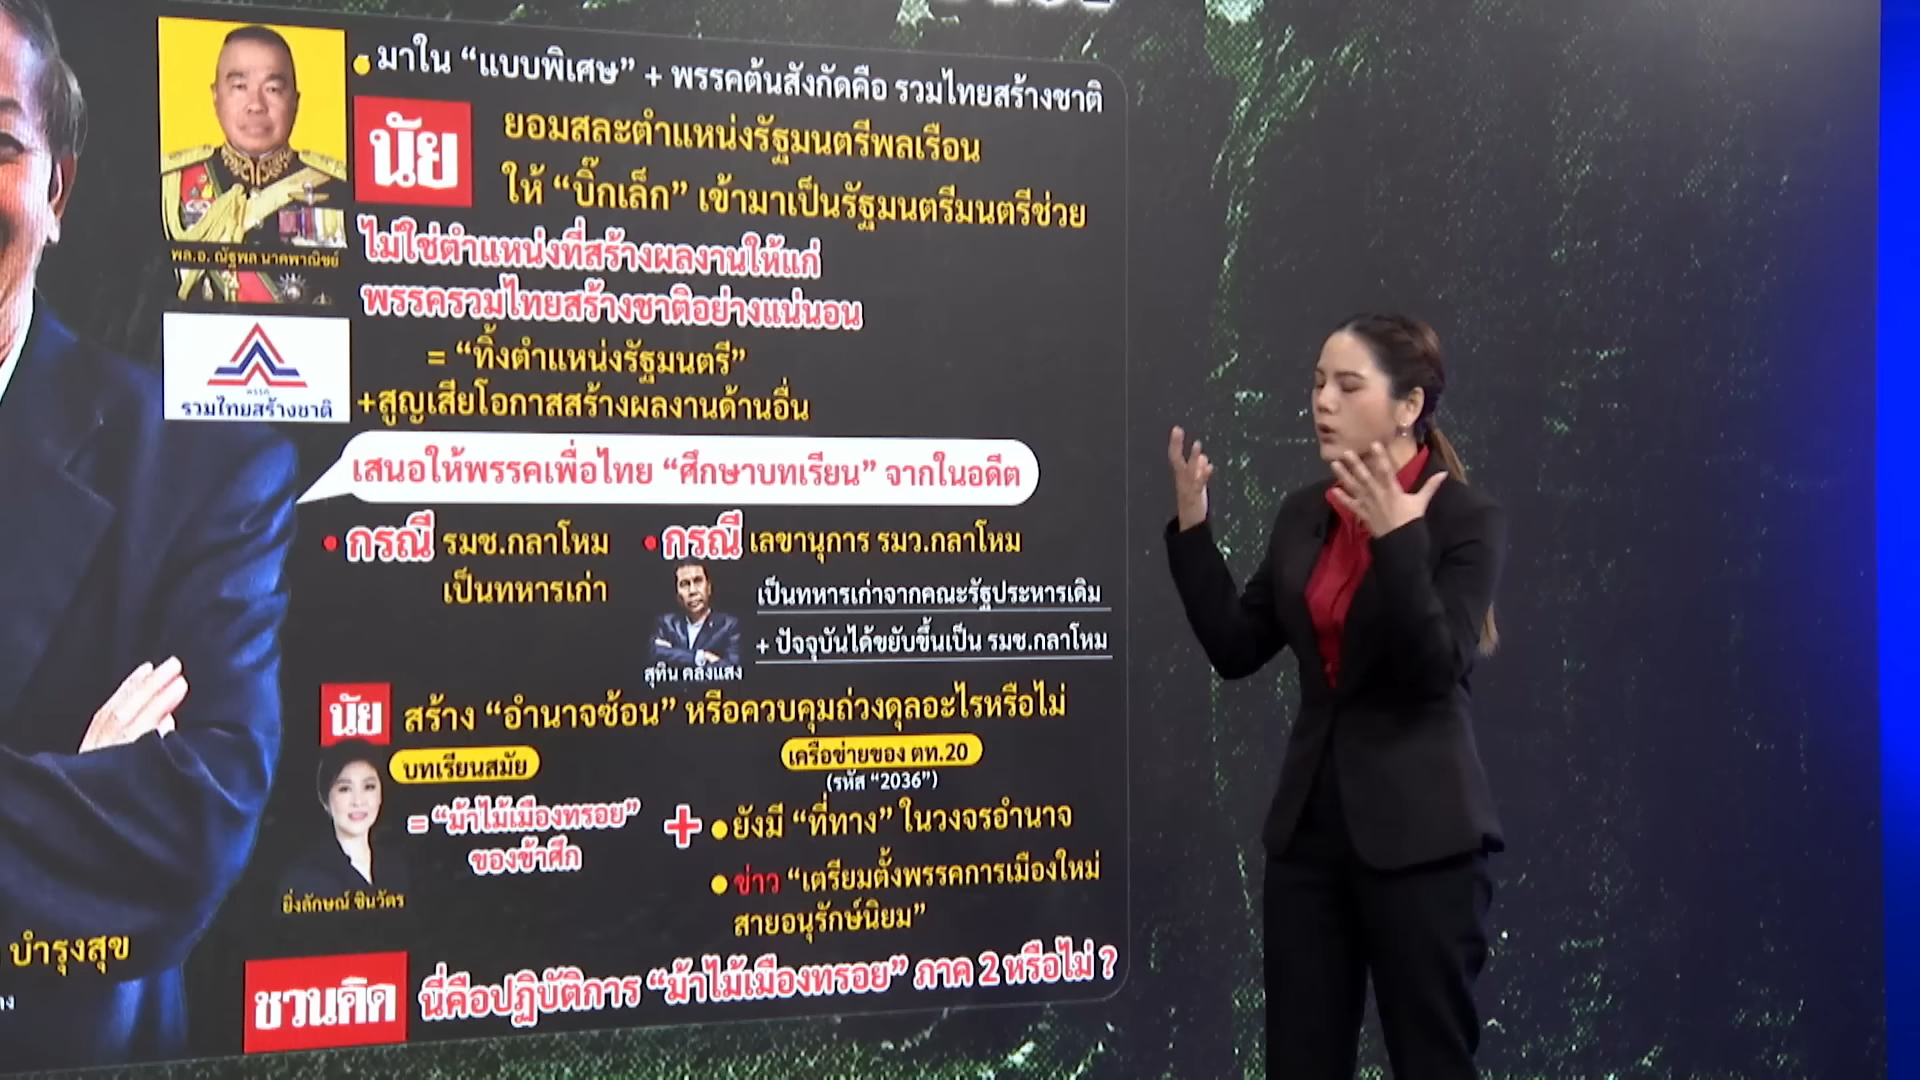 มาใน “แบบพิเศษ” + พรรคต้นสังกัดคือ รวมไทยสร้างชาติ
นัย
ยอมสละตำแหน่งรัฐมนตรีพลเรือน
ให้ “บิ๊กเล็ก” เข้ามาเป็นรัฐมนตรีมนตรีช่วย
พล.อ. ณัฐพล นาคพาณิชย์
ไม่ใช่ตำแหน่งที่สร้างผลงานให้แก่
พรรครวมไทยสร้างชาติอย่างแน่นอน
= “ทิ้งตำแหน่งรัฐมนตรี”
+สูญเสียโอกาสสร้างผลงานด้านอื่น
พรรค
รวมไทยสร้างชาติ
เสนอให้พรรคเพื่อไทย “ศึกษาบทเรียน” จากในอดีต
กรณี รมช.กลาโหม
เป็นทหารเก่า
กรณี เลขานุการ รมว.กลาโหม
เป็นทหารเก่าจากคณะรัฐประหารเดิม
+ ปัจจุบันได้ขยับขึ้นเป็น รมช.กลาโหม
สุทิน คลังแสง
นัย สร้าง “อำนาจซ้อน” หรือควบคุมถ่วงดุลอะไรหรือไม่
บทเรียนสมัย
= “ม้าไม้เมืองทรอย”
ของข้าศึก
ยิ่งลักษณ์ ชินวัตร
+
เครือข่ายของ ตท.20
(รหัส “2036”)
ยังมี “ที่ทาง” ในวงจรอำนาจ
ข่าว “เตรียมตั้งพรรคการเมืองใหม่
สายอนุรักษ์นิยม”
บำรุงสุข
ชวนคิด นี่คือปฏิบัติการ “ม้าไม้เมืองทรอย” ภาค 2 หรือไม่ ?